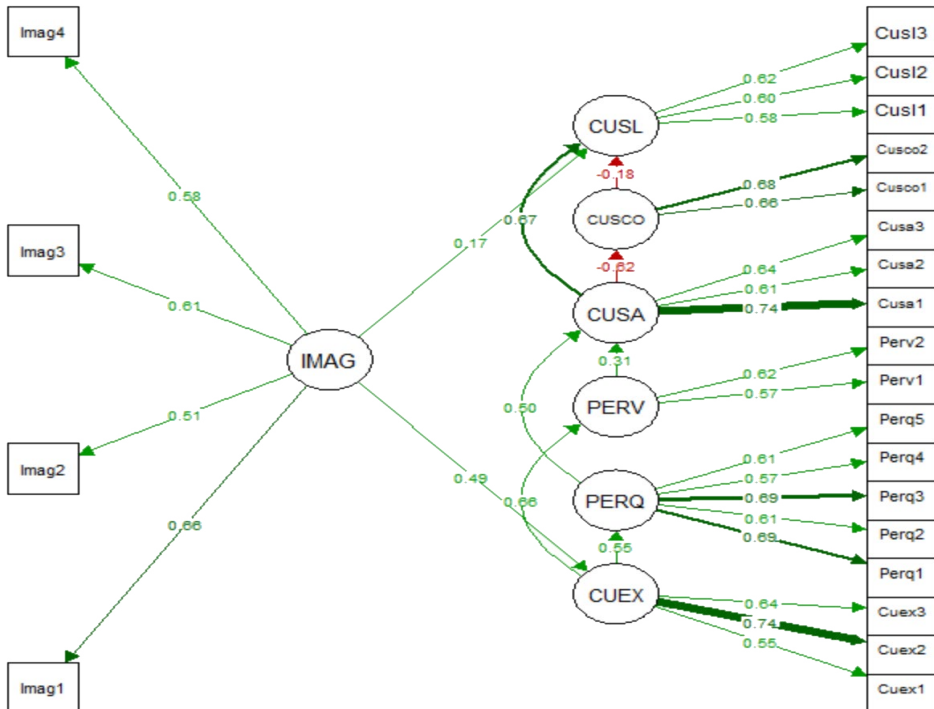 Imag4
Imag3
Imag2
Imag1
0.58
0.61
0.51
0.66
IMAG
0.17
0.49
CUSL
CUSCO
CUSA
PERV
PERQ
CUEX
-0.18
0.67
-0.62
0.31
0.50
0.66
0.55
0.62
0.60
0.58
0.68
0.66
0.64
0.61
0.74
0.62
0.57
0.61
0.57
0.69
0.61
0.69
0.64
0.74
0.55
Cusl3
Cusl2
Cusl1
Cusco2
Cusco1
Cusa3
Cusa2
Cusa1
Perv2
Perv1
Perq5
Perq4
Perq3
Perq2
Perq1
Cuex3
Cuex2
Cuex1